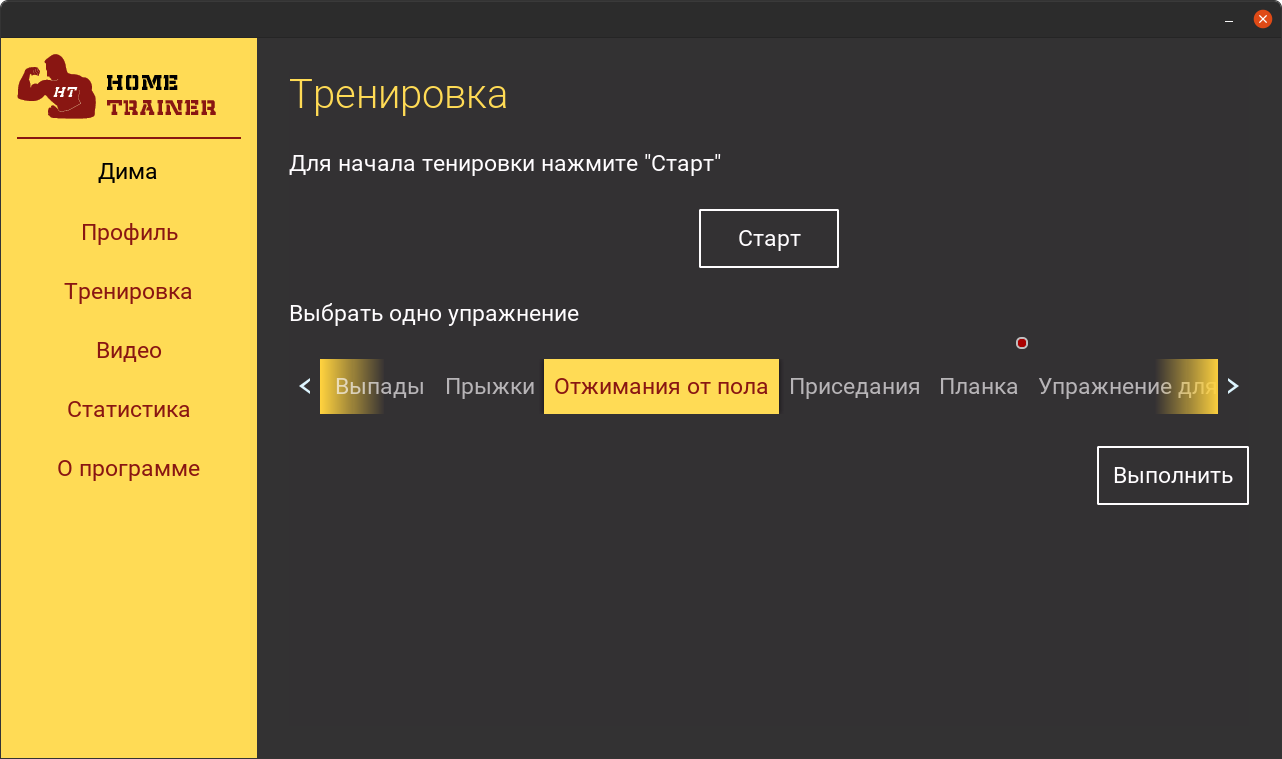 HT
HOME
TRAINER
Дима
Профиль
Тренировка
Видео
Статистика
О программе
Тренировка
Для начала тенировки нажмите "Старт"
Старт
Выбрать одно упражнение
< Выпады Прыжки Отжимания от пола Приседания Планка Упражнение для >
Выполнить